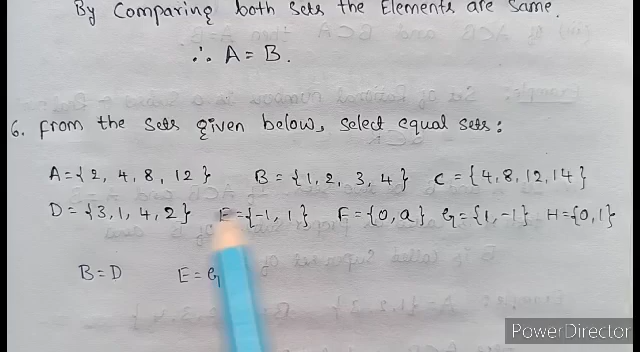 By Comparing both Sets the Elements are Same.
∴ A = B.
6. from the sets given below, select equal sets:
A = {2, 4, 8, 12} B = {1, 2, 3, 4} C = {4, 8, 12, 14}
D = {3, 1, 4, 2} E = {-1, 1} F = {0, a} G = {1, -1} H = {0, 1}
B = D E = G
PowerDirector